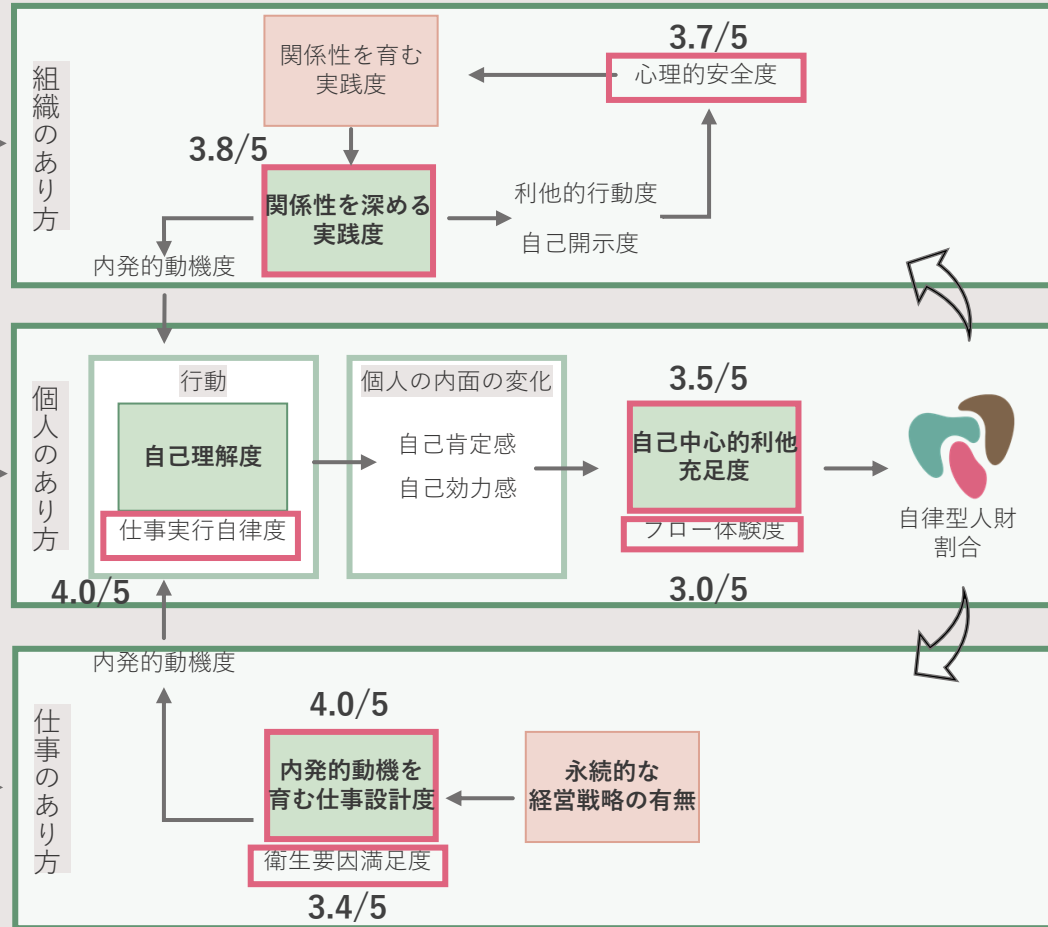 組織のあり方
関係性を育む
実践度
3.7/5
心理的安全度
3.8/5
関係性を深める
実践度
利他的行動度
自己開示度
内発的動機度
個人のあり方
行動
自己理解度
仕事実行自律度
4.0/5
個人の内面の変化
自己肯定感
自己効力感
3.5/5
自己中心的利他
充足度
フロー体験度
3.0/5
自律型人財
割合
仕事のあり方
内発的動機度
4.0/5
内発的動機を
育む仕事設計度
衛生要因満足度
3.4/5
永続的な
経営戦略の有無